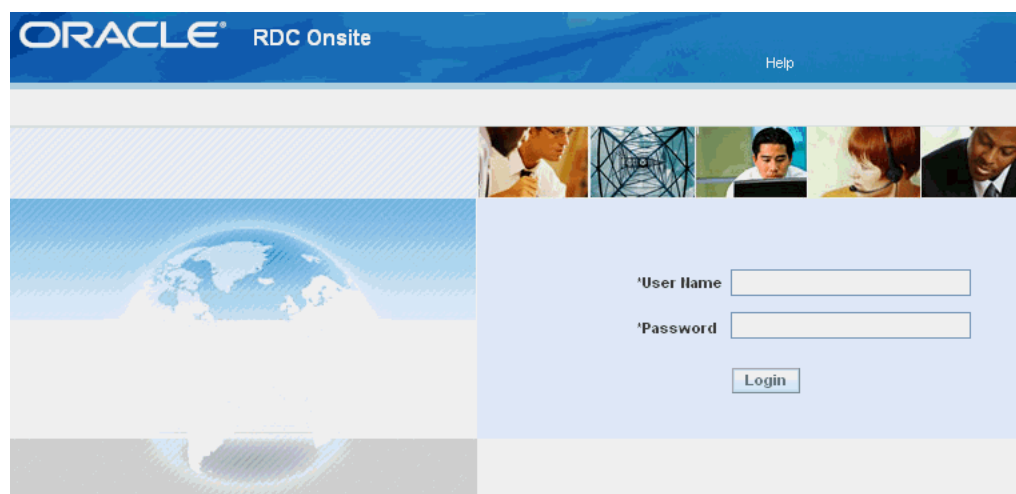 ORACLE® RDC Onsite
Help
*User Name
*Password
Login